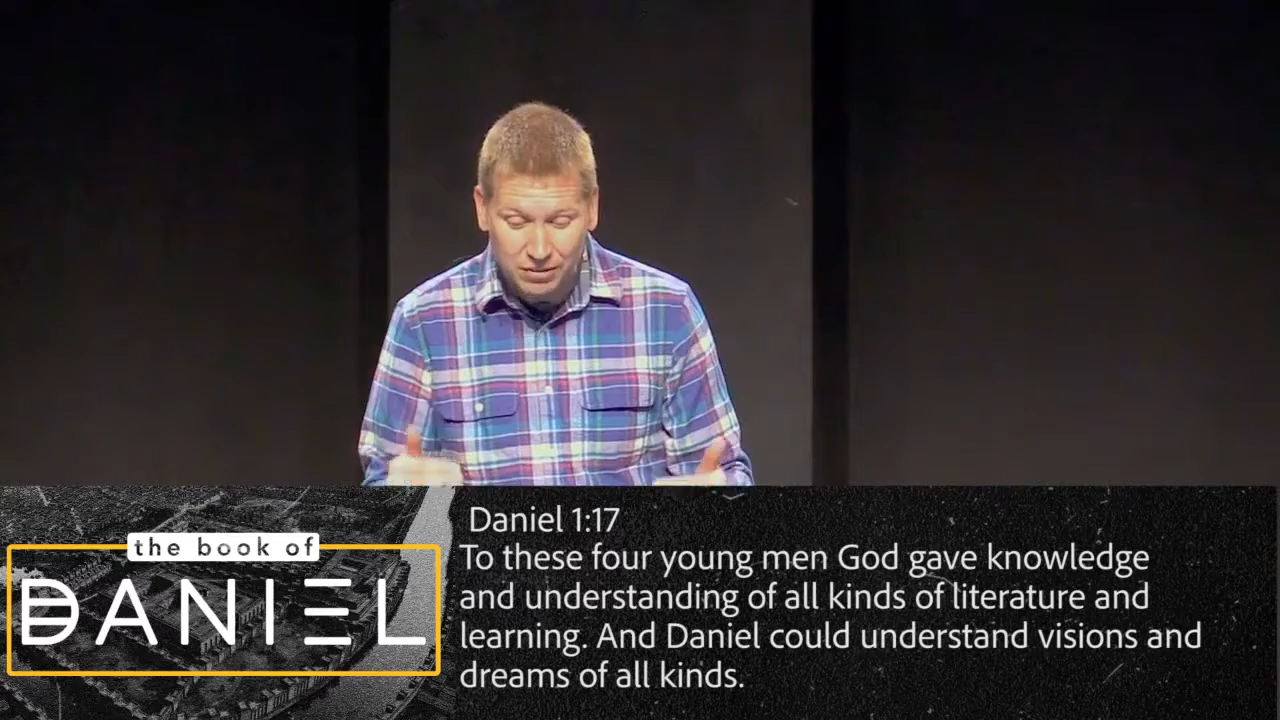 Daniel 1:17
To these four young men God gave knowledge
and understanding of all kinds of literature and
learning. And Daniel could understand visions and
dreams of all kinds.
the book of
DANIEL